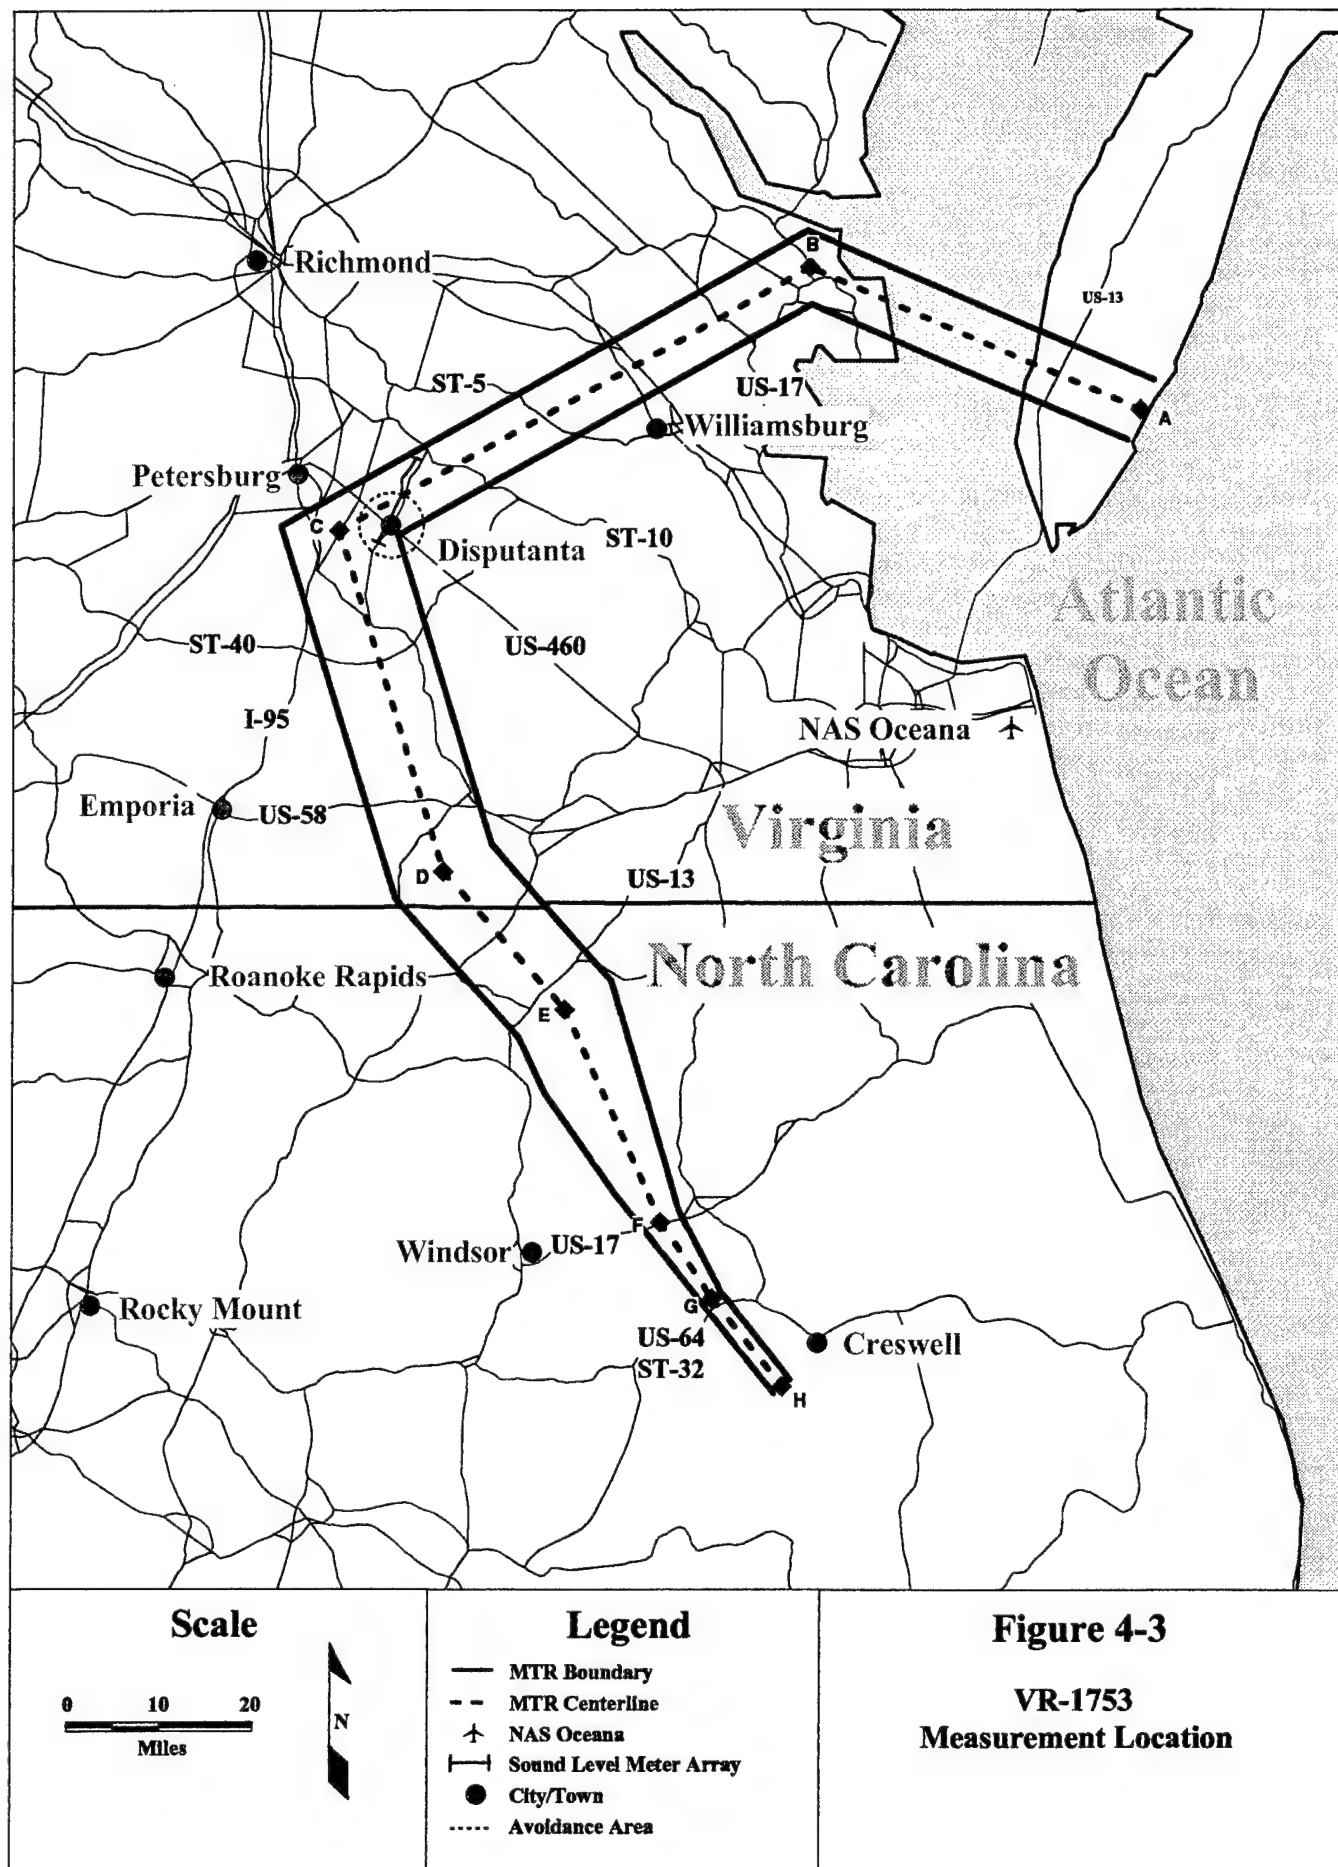 B
Richmond
US-13
ST-5
US-17
A
Williamsburg
Petersburg
C
ST-10
Disputanta
Atlantic
Ocean
ST-40
US-460
I-95
NAS Oceana
Emporia
US-58
Virginia
D
US-13
North Carolina
Roanoke Rapids
E
F
Windsor
US-17
G
Rocky Mount
US-64
ST-32
Creswell
H
Scale
0 10 20
Miles
N
Legend
MTR Boundary
MTR Centerline
NAS Oceana
Sound Level Meter Array
City/Town
Avoidance Area
Figure 4-3
VR-1753
Measurement Location